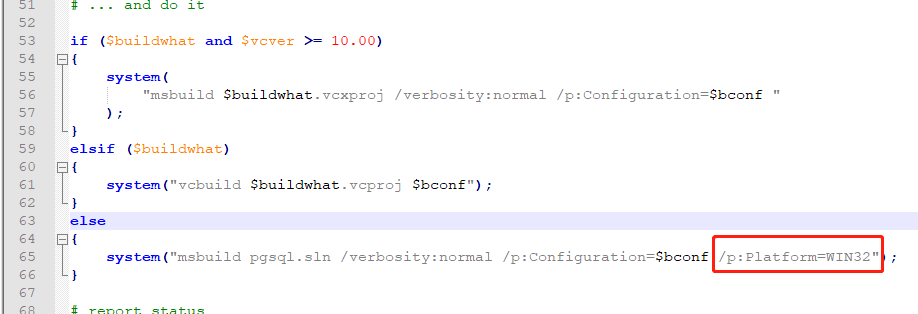 51 # ... and do it
52
53 if ($buildwhat and $vcver >= 10.00)
54 {
55 system(
56 "msbuild $buildwhat.vcxproj /verbosity:normal /p:Configuration=$bconf "
57 );
58 }
59 elsif ($buildwhat)
60 {
61 system("vcbuild $buildwhat.vcproj $bconf");
62 }
63 else
64 {
65 system("msbuild pgsql.sln /verbosity:normal /p:Configuration=$bconf /p:Platform=WIN32");
66 }
67
68 # report status